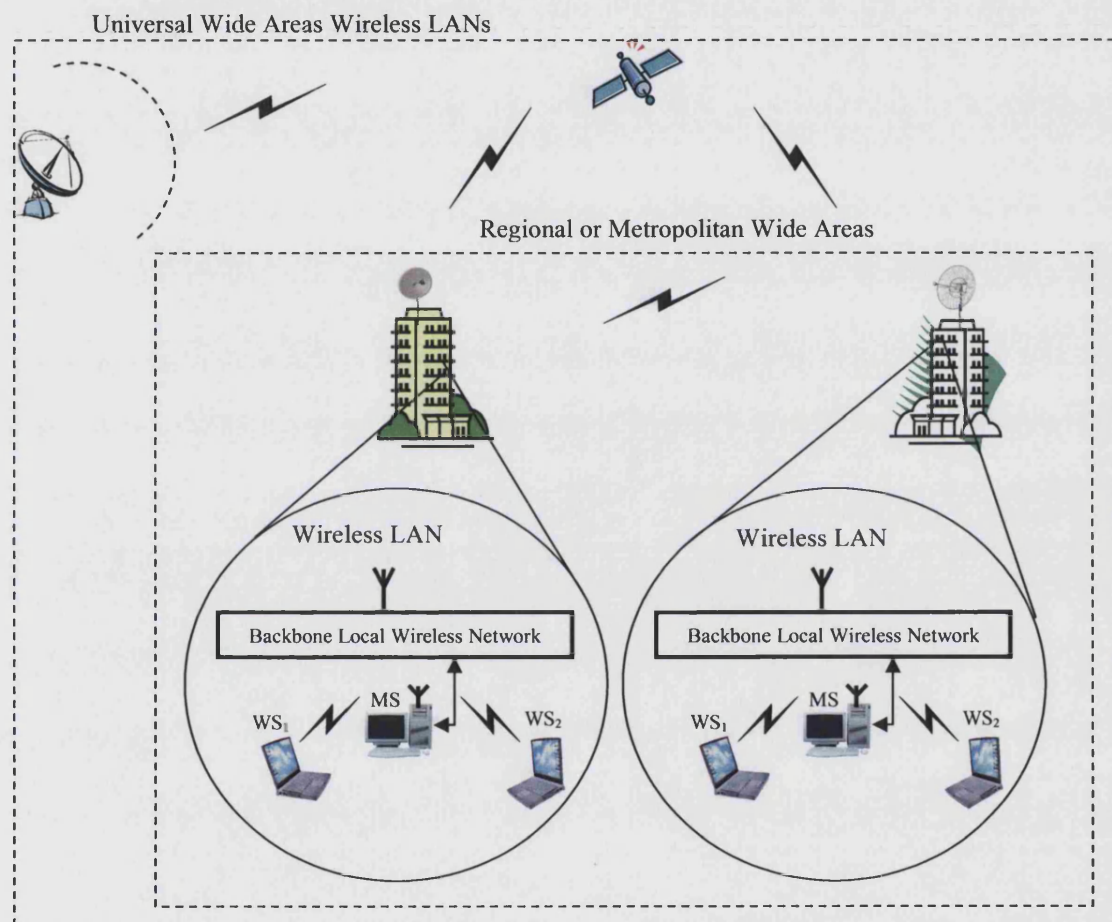 Universal Wide Areas Wireless LANs
Regional or Metropolitan Wide Areas
Wireless LAN
Backbone Local Wireless Network
MS
WS₁
WS₂
Wireless LAN
Backbone Local Wireless Network
MS
WS₁
WS₂